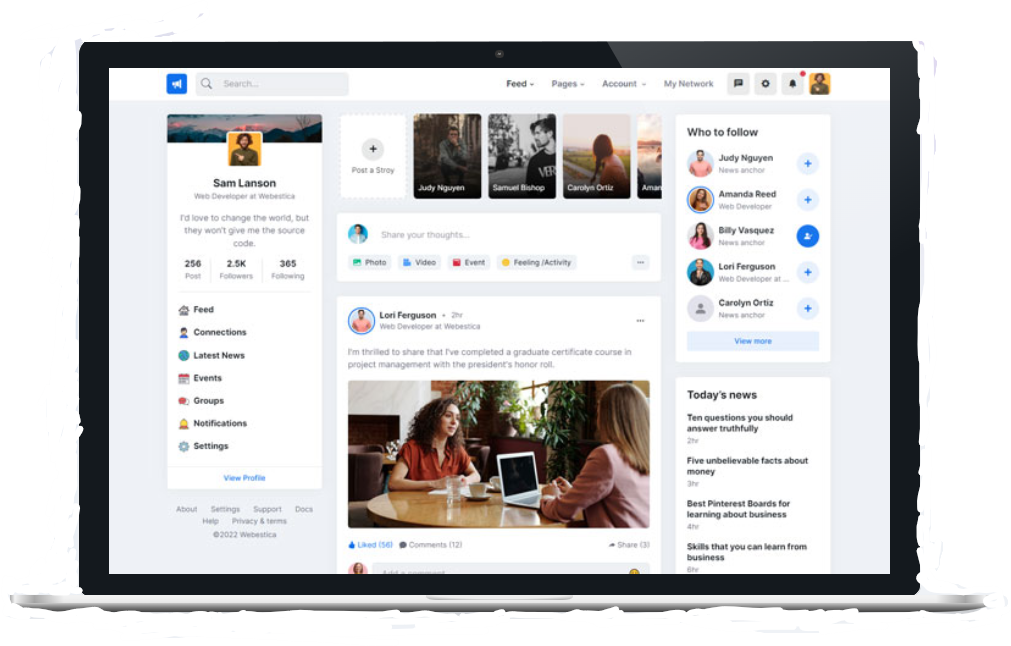 Search...
Feed
Pages
Account
My Network
Sam Lanson
Web Developer at Webestica
I'd love to change the world, but
they won't give me the source
code.
256
Post
2.5K
Followers
365
Following
Feed
Connections
Latest News
Events
Groups
Notifications
Settings
View Profile
About Settings Support Docs
Help Privacy & terms
©2022 Webestica
Post a Stroy
Judy Nguyen
Samuel Bishop
Carolyn Ortiz
Aman
Share your thoughts...
Photo
Video
Event
Feeling /Activity
Lori Ferguson • 2hr
Web Developer at Webestica
I'm thrilled to share that I've completed a graduate certificate course in
project management with the president's honor roll.
Liked (56)
Comments (12)
Share (3)
Add a comment
Who to follow
Judy Nguyen
News anchor
Amanda Reed
Web Developer
Billy Vasquez
News anchor
Lori Ferguson
Web Developer at ...
Carolyn Ortiz
News anchor
View more
Today's news
Ten questions you should
answer truthfully
2hr
Five unbelievable facts about
money
3hr
Best Pinterest Boards for
learning about business
4hr
Skills that you can learn from
business
6hr